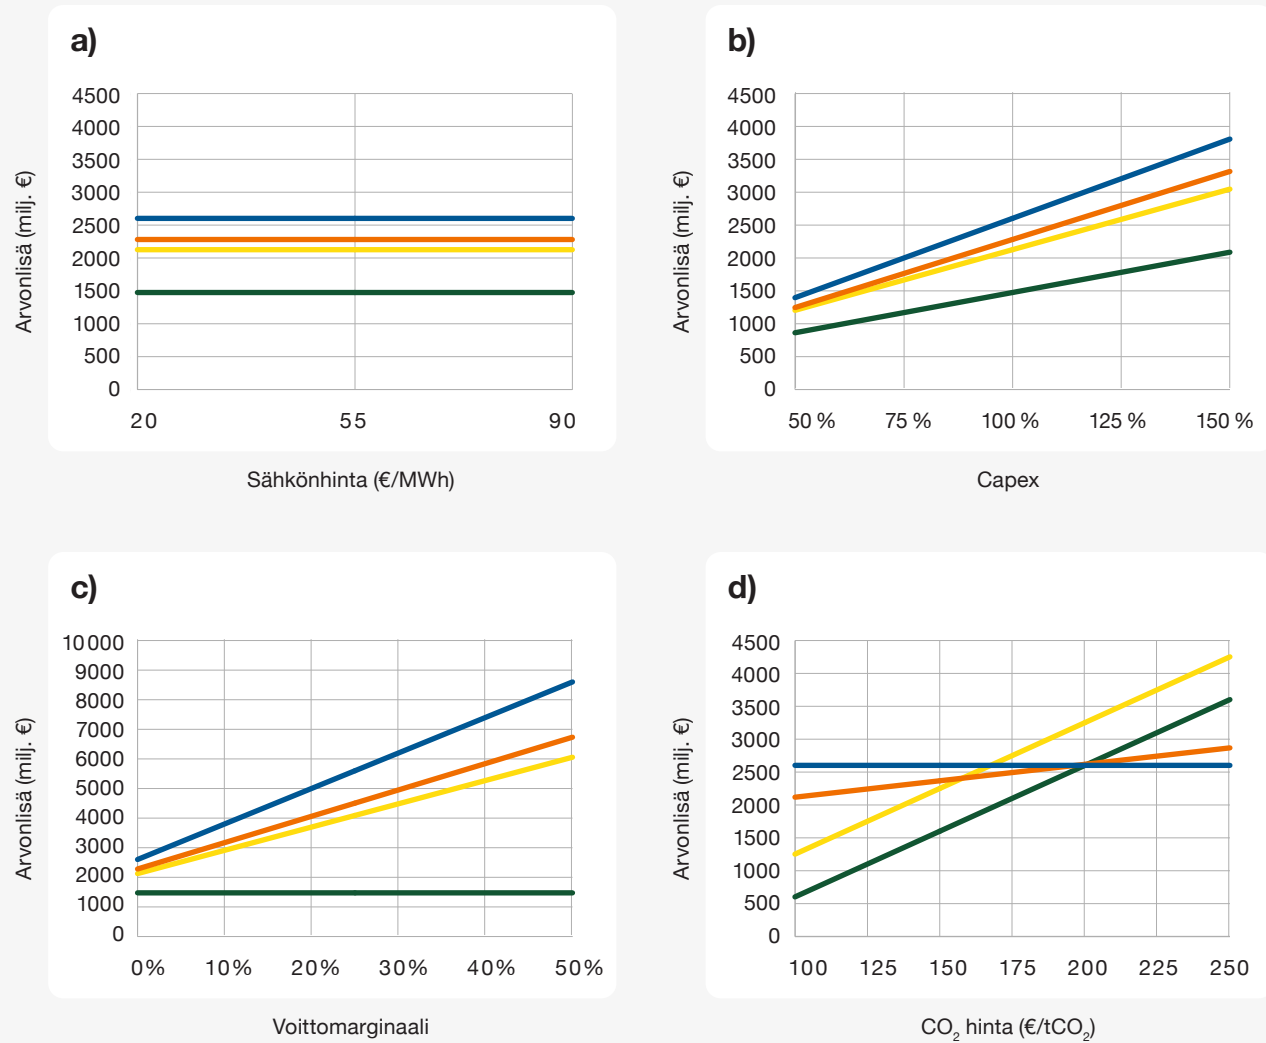 a)
Arvonlisä (milj. €)
4500
4000
3500
3000
2500
2000
1500
1000
500
0
20 55 90
Sähkönhinta (€/MWh)
b)
Arvonlisä (milj. €)
4500
4000
3500
3000
2500
2000
1500
1000
500
0
50 % 75 % 100 % 125 % 150 %
Capex
c)
Arvonlisä (milj. €)
10 000
9000
8000
7000
6000
5000
4000
3000
2000
1000
0
0% 10% 20% 30% 40% 50%
Voittomarginaali
d)
Arvonlisä (milj. €)
4500
4000
3500
3000
2500
2000
1500
1000
500
0
100 125 150 175 200 225 250
CO₂ hinta (€/tCO₂)